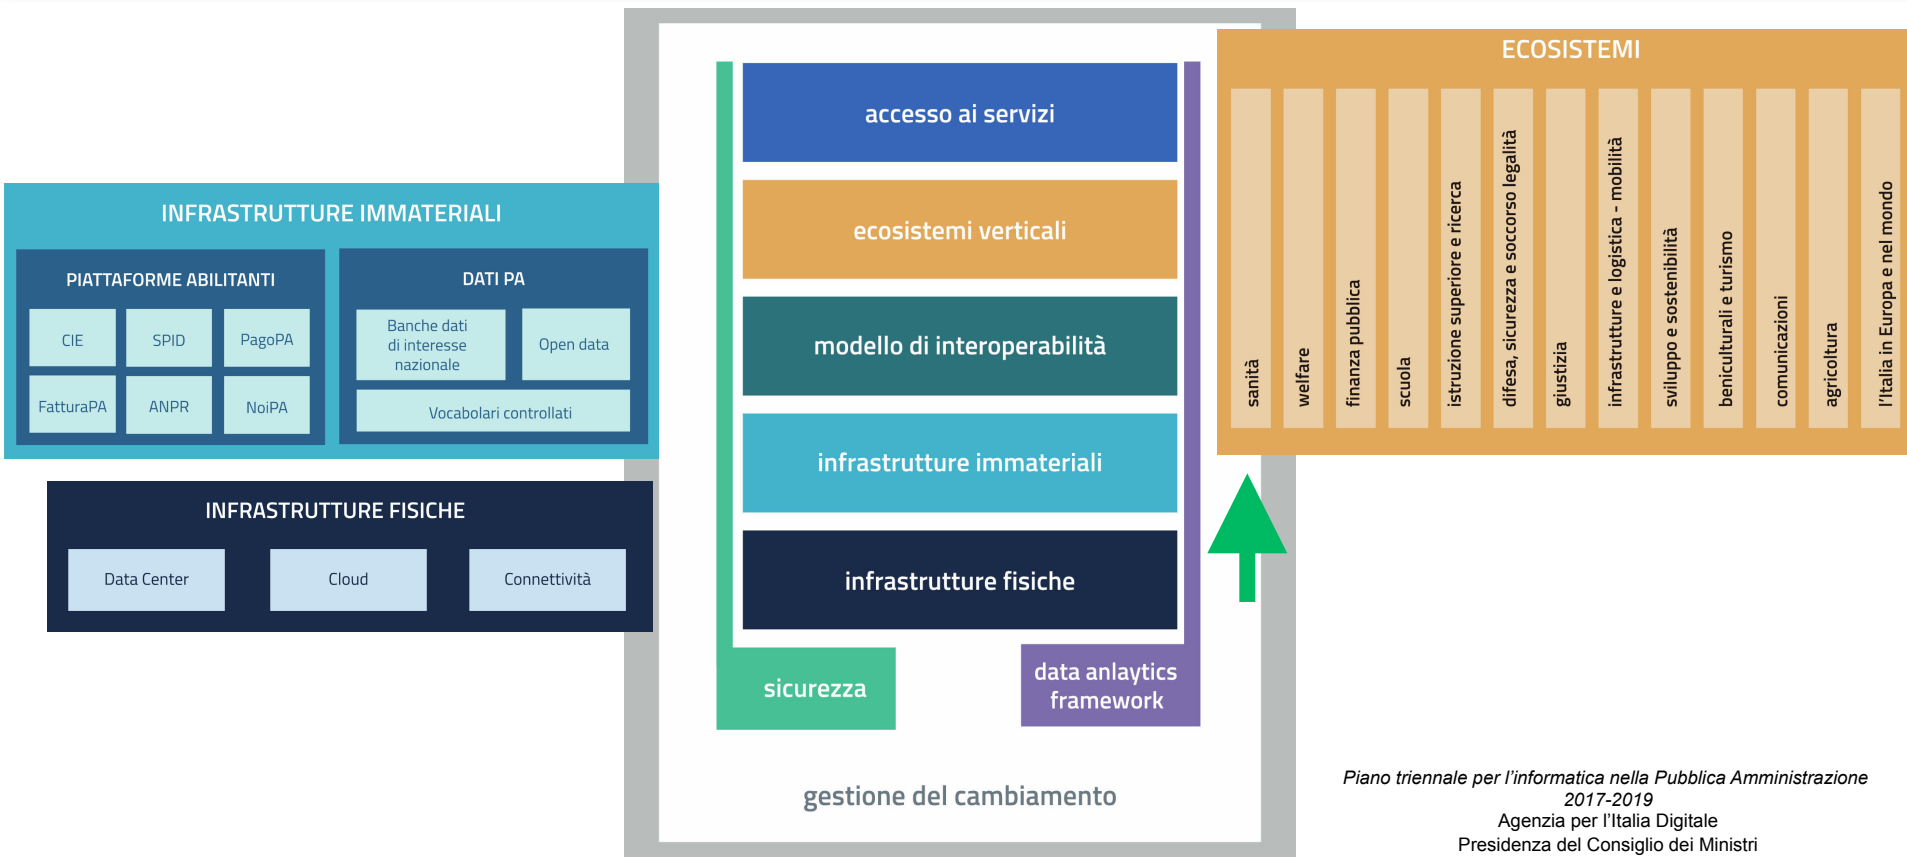 INFRASTRUTTURE IMMATERIALI
PIATTAFORME ABILITANTI
CIE
SPID
PagoPA
FatturaPA
ANPR
NoiPA
DATI PA
Banche dati
di interesse
nazionale
Open data
Vocabolari controllati
INFRASTRUTTURE FISICHE
Data Center
Cloud
Connettività
accesso ai servizi
ecosistemi verticali
modello di interoperabilità
infrastrutture immateriali
infrastrutture fisiche
sicurezza
data anlaytics
framework
gestione del cambiamento
ECOSISTEMI
sanità
welfare
finanza pubblica
scuola
istruzione superiore e ricerca
difesa, sicurezza e soccorso legalità
giustizia
infrastrutture e logistica - mobilità
sviluppo e sostenibilità
beniculturali e turismo
comunicazioni
agricoltura
l'Italia in Europa e nel mondo
Piano triennale per l'informatica nella Pubblica Amministrazione
2017-2019
Agenzia per l'Italia Digitale
Presidenza del Consiglio dei Ministri